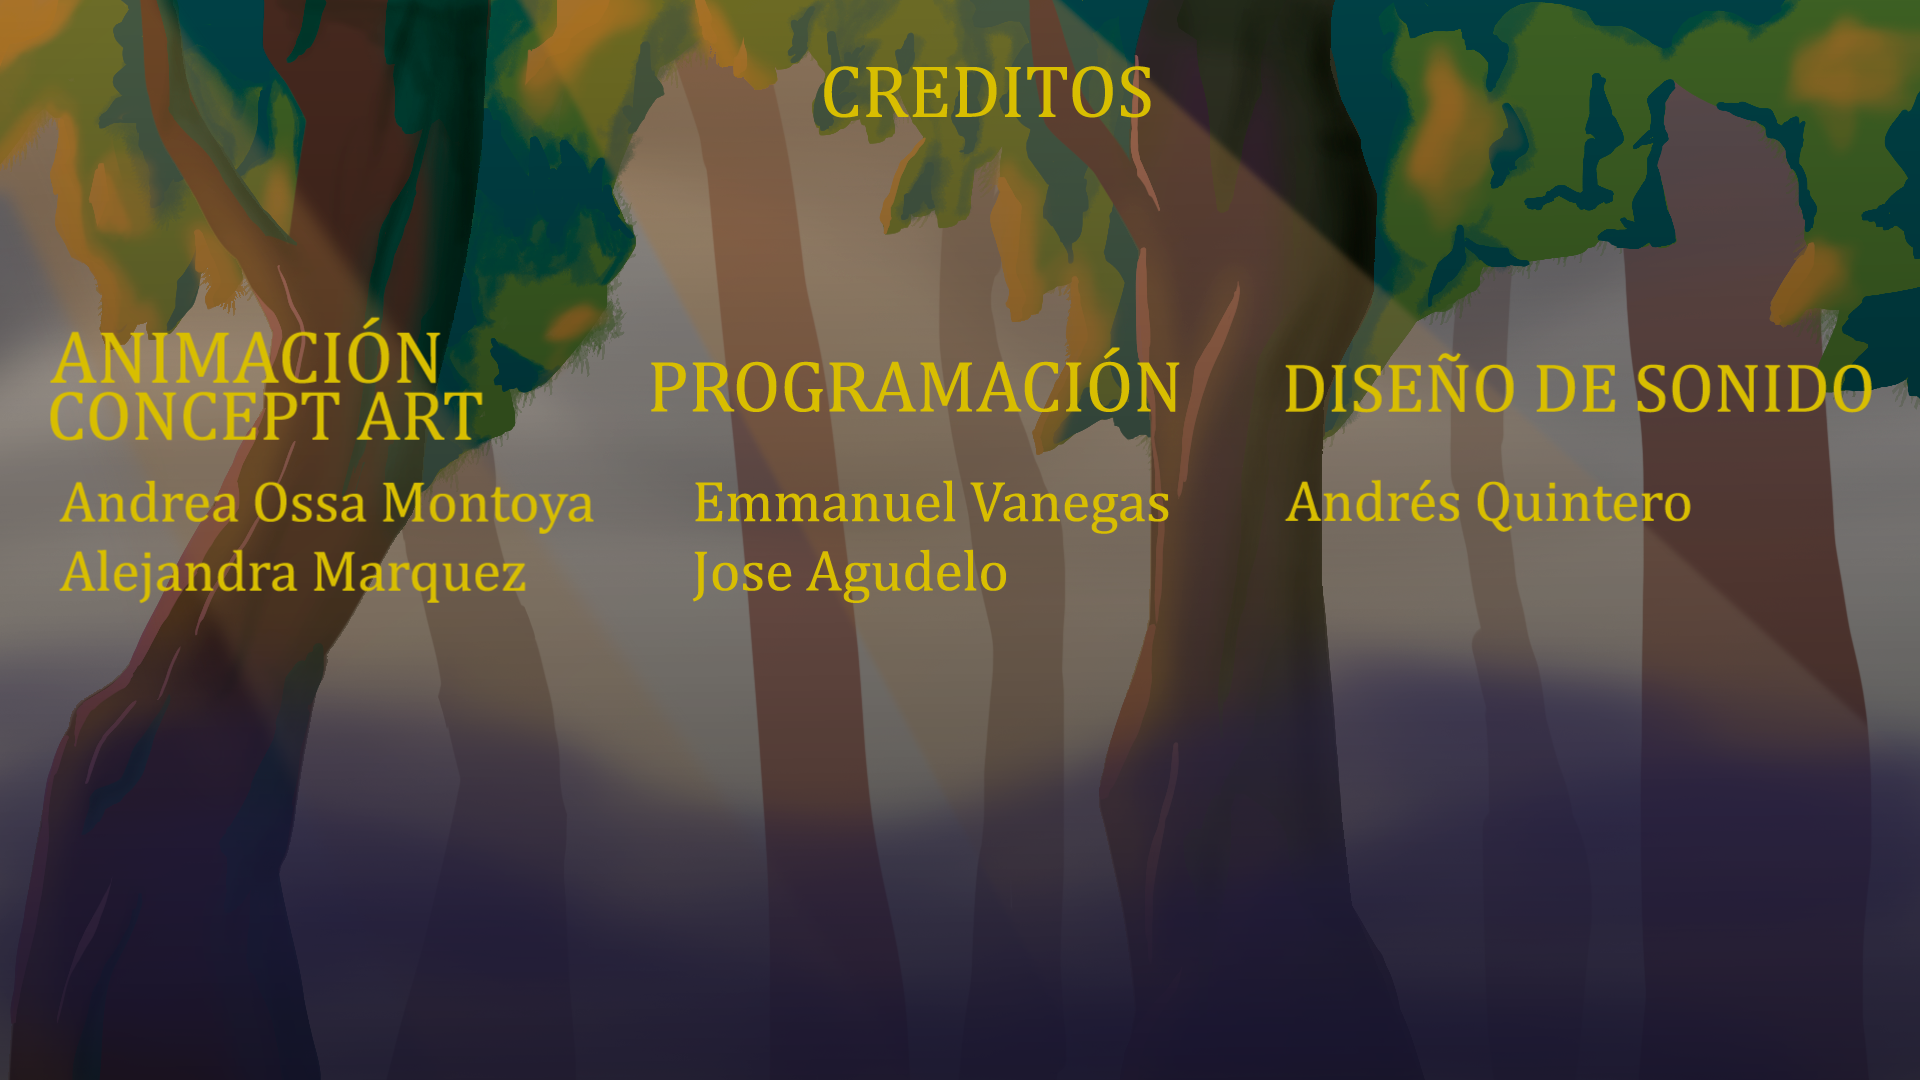 CREDITOS
ANIMACIÓN
CONCEPT ART
Andrea Ossa Montoya
Alejandra Marquez
PROGRAMACIÓN
Emmanuel Vanegas
Jose Agudelo
DISEÑO DE SONIDO
Andrés Quintero